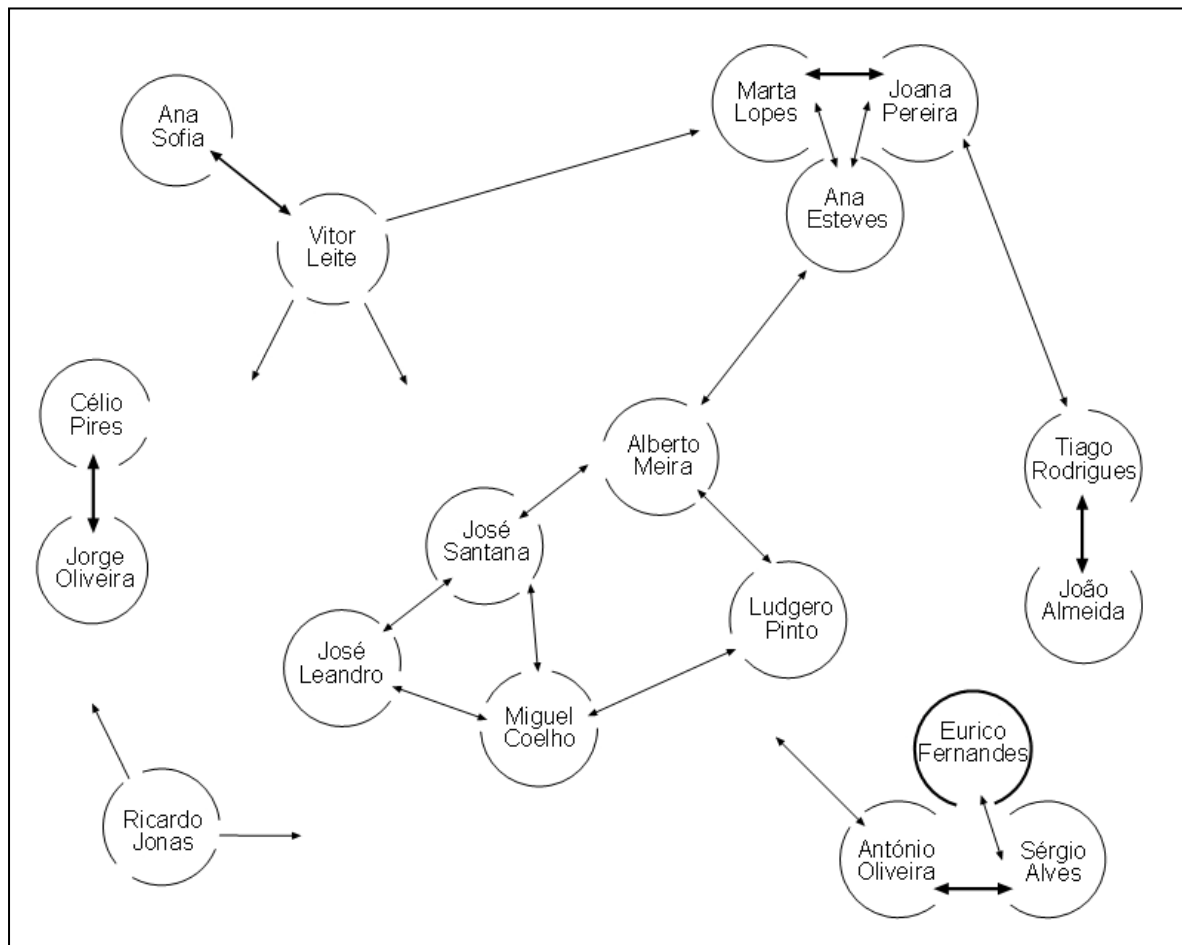 Ana
Sofia
Marta
Lopes
Joana
Pereira
Ana
Esteves
Vitor
Leite
Célio
Pires
Alberto
Meira
Tiago
Rodrigues
José
Santana
Jorge
Oliveira
Ludgero
Pinto
João
Almeida
José
Leandro
Miguel
Coelho
Eurico
Fernandes
Ricardo
Jonas
António
Oliveira
Sérgio
Alves